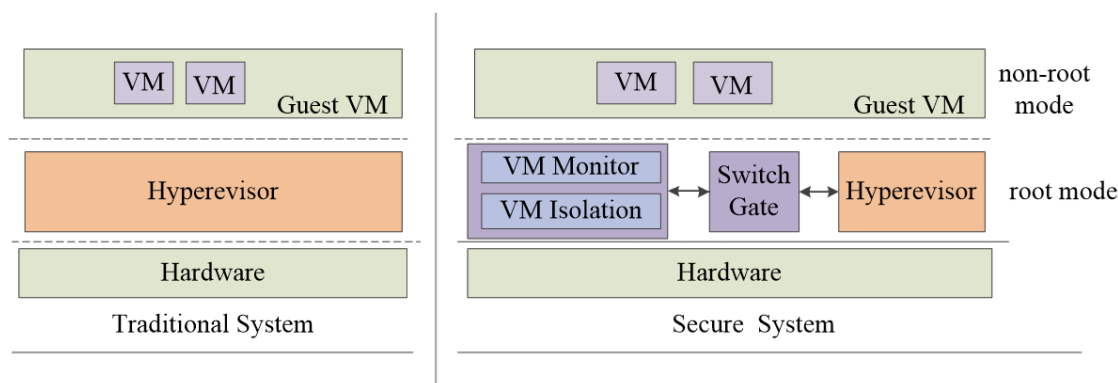 VM
VM
Guest VM
Hyperevisor
Hardware
Traditional System
VM
VM
Guest VM
non-root
mode
VM Monitor
VM Isolation
Switch
Gate
Hyperevisor
root mode
Hardware
Secure System